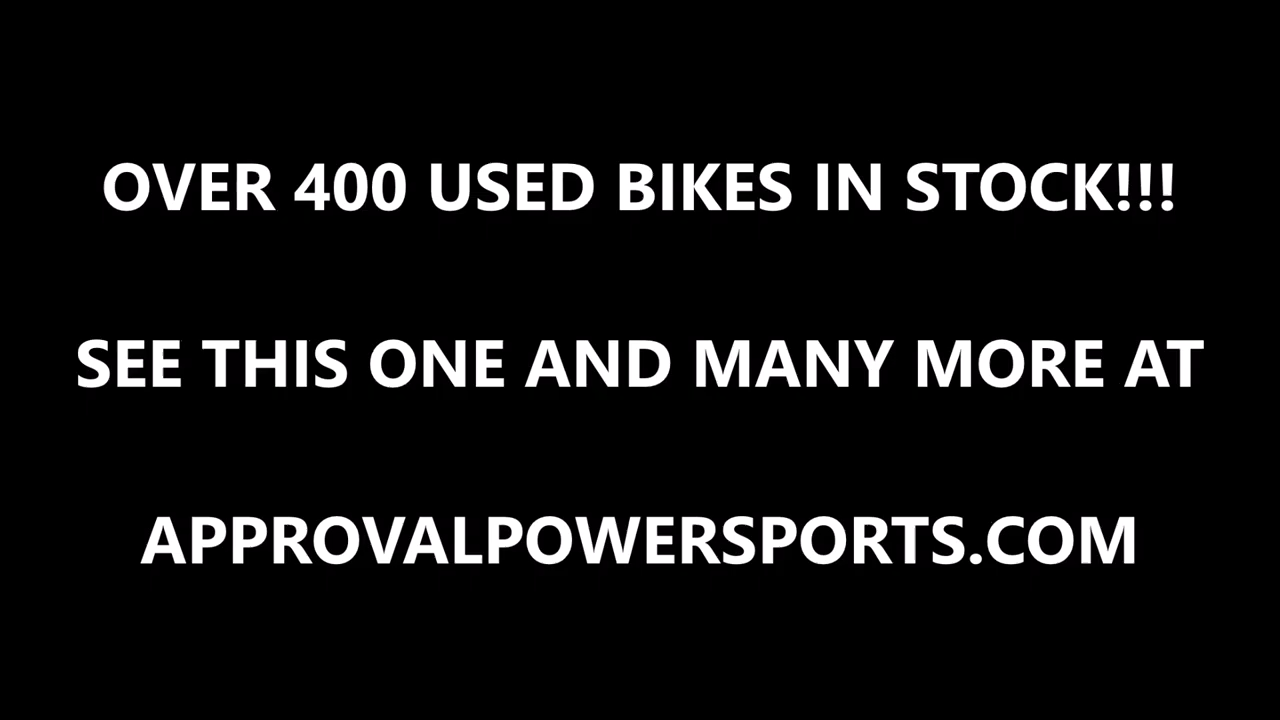 OVER 400 USED BIKES IN STOCK!!!
SEE THIS ONE AND MANY MORE AT
APPROVALPOWERSPORTS.COM